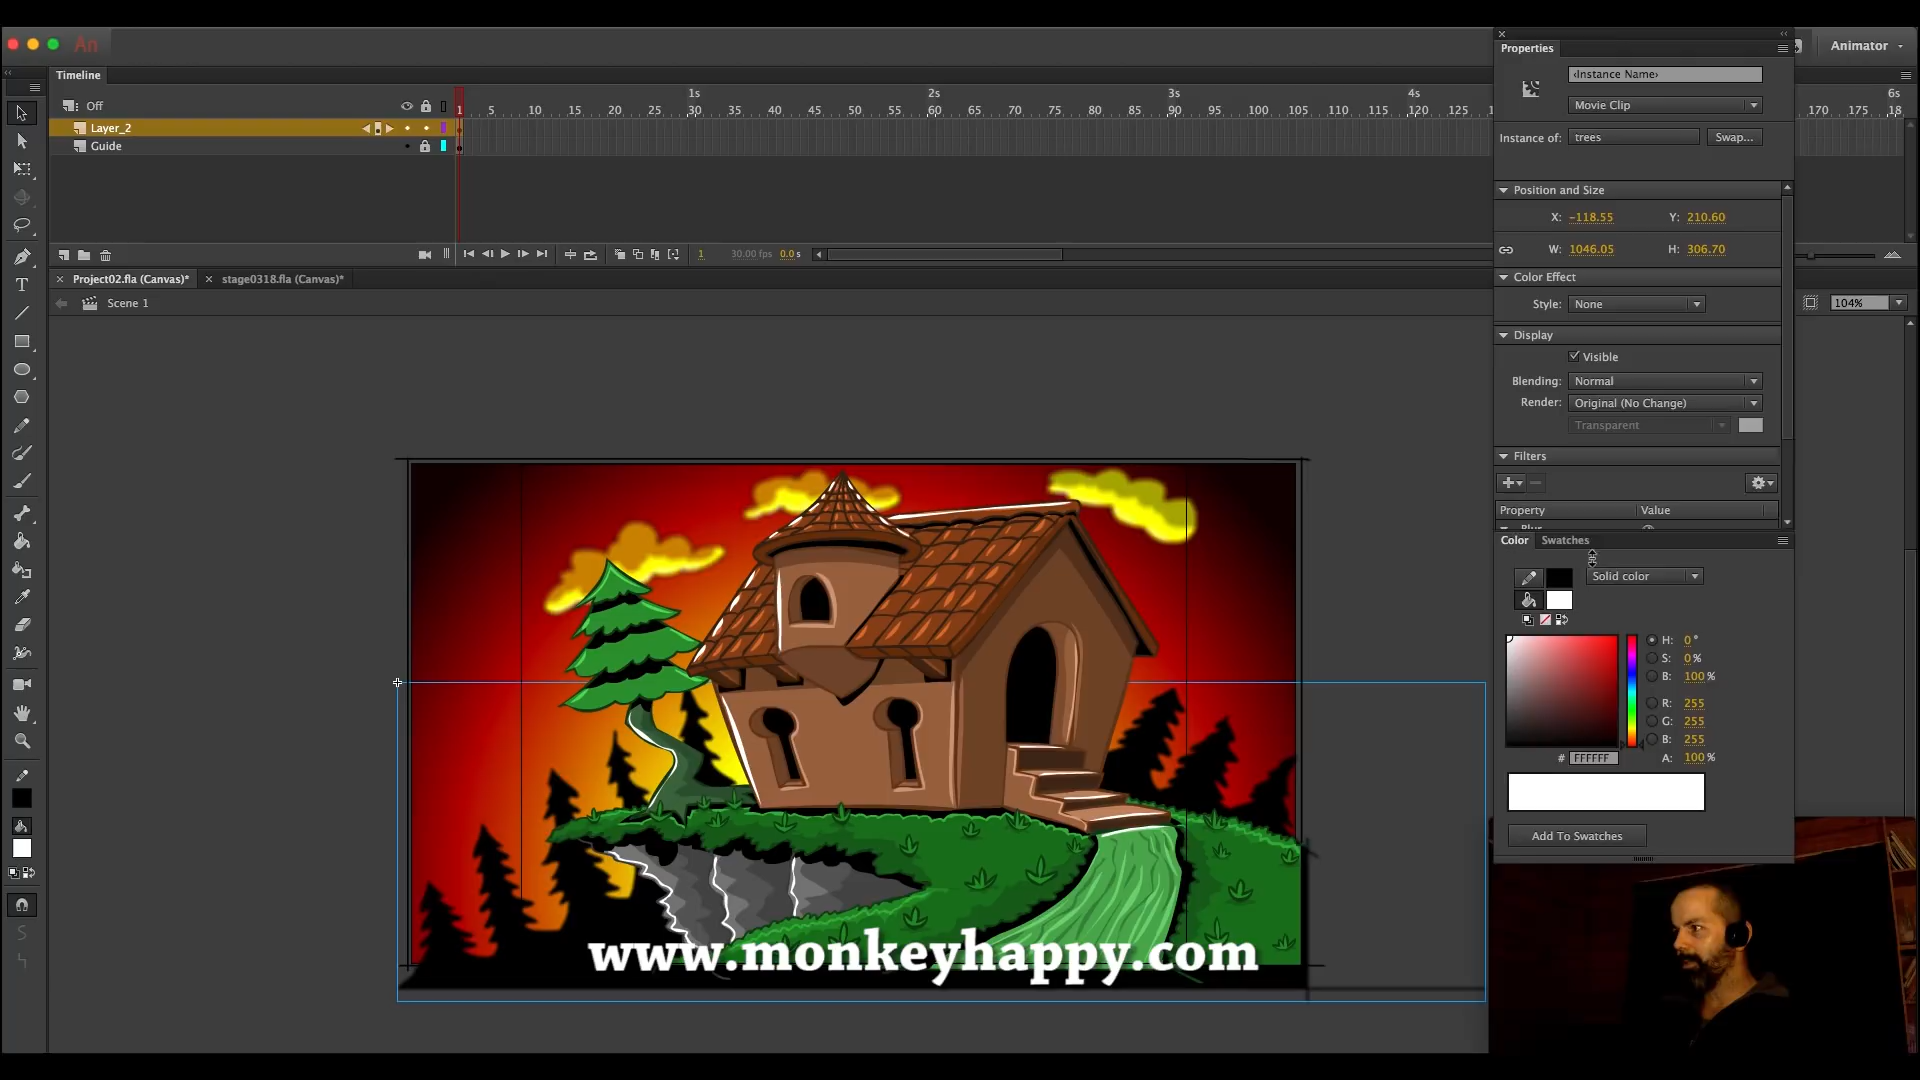 An
Animator
Timeline
Properties
‹Instance Name›
Movie Clip
Instance of: trees Swap...
Off
1s 2s 3s 4s 6s
1 5 10 15 20 25 30 35 40 45 50 55 60 65 70 75 80 85 90 95 100 105 110 115 120 125 170 175 18
Layer_2
Guide
1 30.00 fps 0.0 s
Position and Size
X: -118.55 Y: 210.60
W: 1046.05 H: 306.70
Project02.fla (Canvas)* stage0318.fla (Canvas)*
Scene 1
104%
Color Effect
Style: None
Display
Visible
Blending: Normal
Render: Original (No Change)
Transparent
Filters
Property Value
Blur
Color Swatches
Solid color
H: 0 °
S: 0 %
B: 100 %
R: 255
G: 255
B: 255
# FFFFFF A: 100 %
Add To Swatches
www.monkeyhappy.com